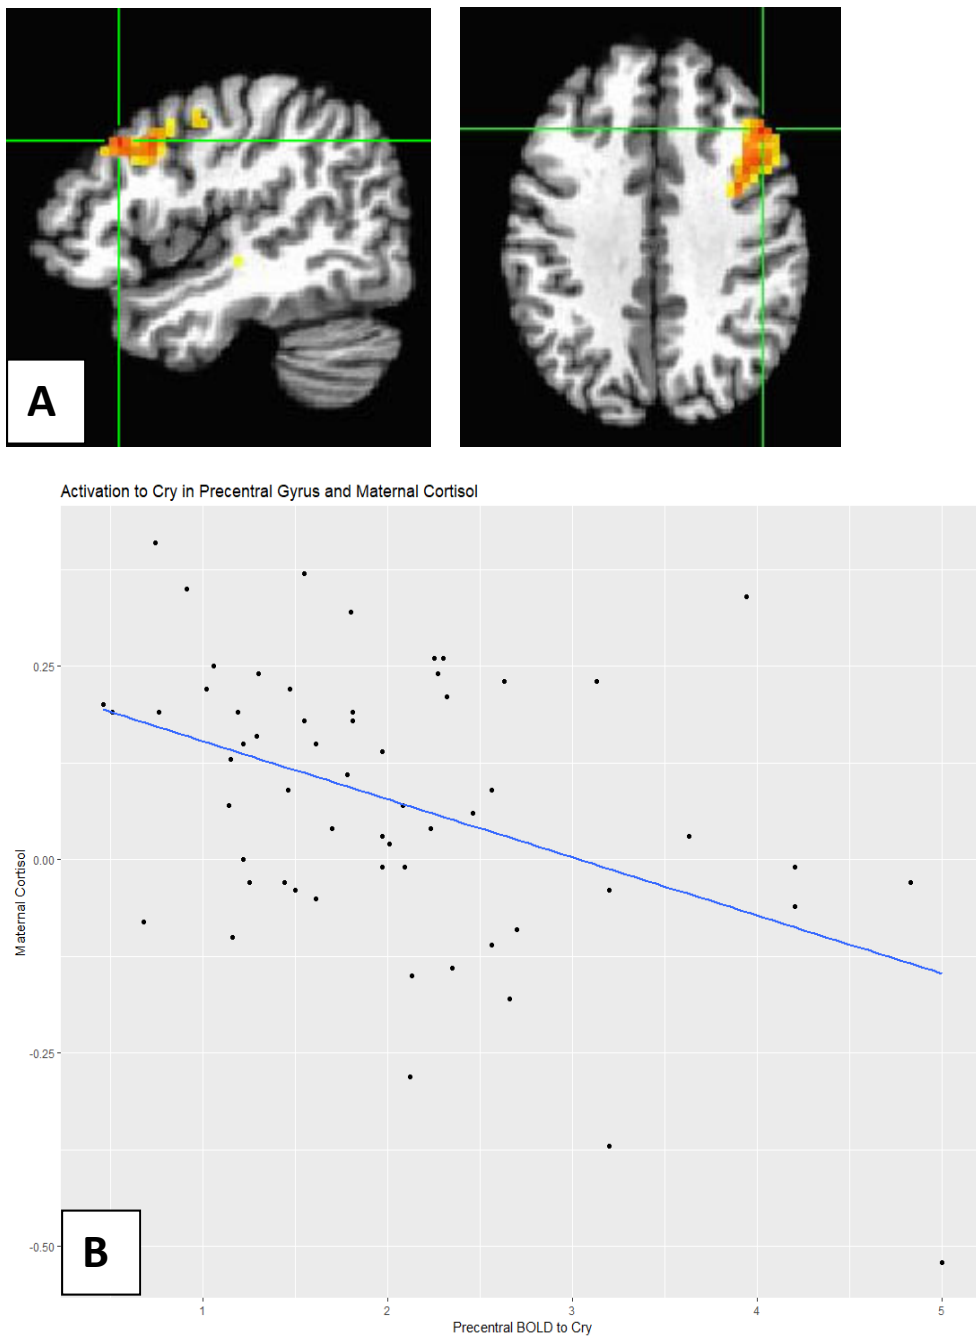 A
Activation to Cry in Precentral Gyrus and Maternal Cortisol
0.25
0.00
-0.25
-0.50
Maternal Cortisol
B
1 2 3 4 5
Precentral BOLD to Cry